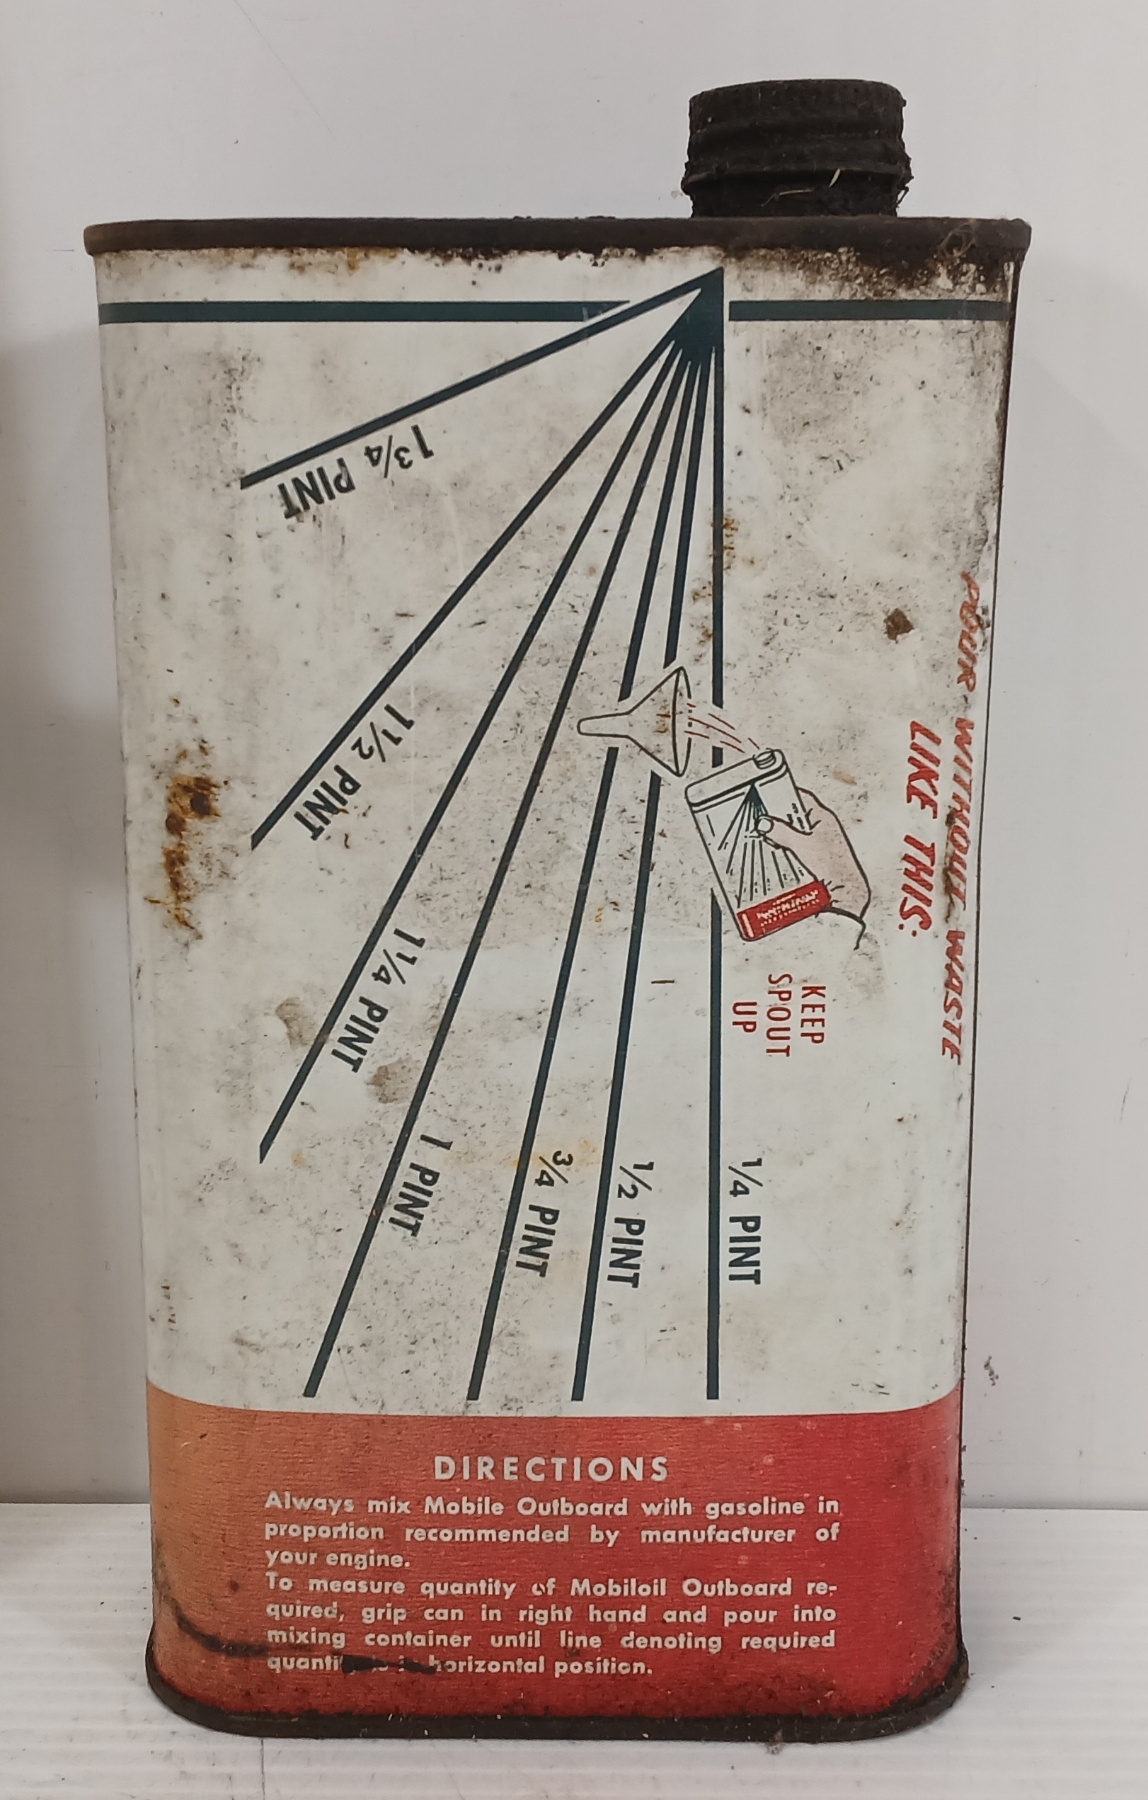 1 3/4 PINT
1 1/2 PINT
1 1/4 PINT
1 PINT
3/4 PINT
1/2 PINT
1/4 PINT
POUR WITHOUT WASTE
LIKE THIS:
KEEP
SPOUT
UP
DIRECTIONS
Always mix Mobile Outboard with gasoline in
proportion recommended by manufacturer of
your engine.
To measure quantity of Mobiloil Outboard re-
quired, grip can in right hand and pour into
mixing container until line denoting required
horizontal position.